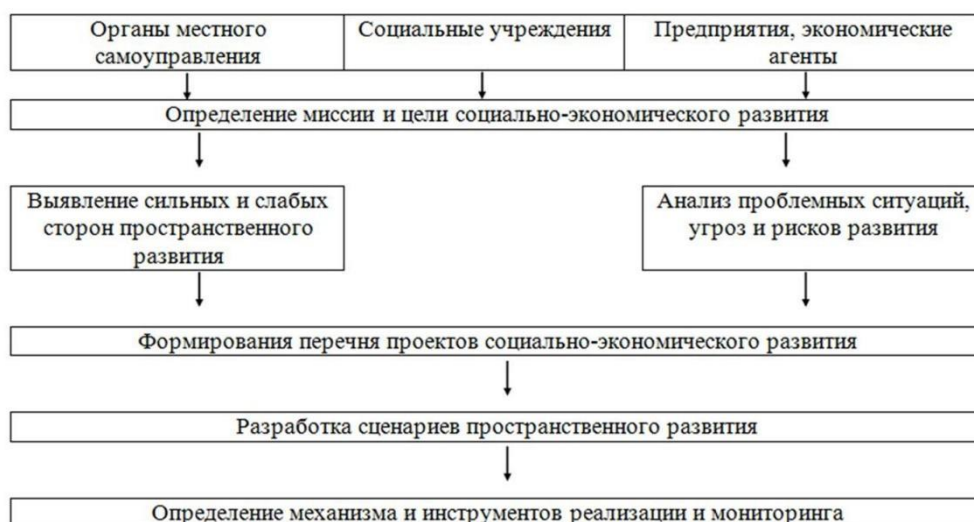 Органы местного
самоуправления
Социальные учреждения
Предприятия, экономические
агенты
Определение миссии и цели социально-экономического развития
Выявление сильных и слабых
сторон пространственного
развития
Анализ проблемных ситуаций,
угроз и рисков развития
Формирования перечня проектов социально-экономического развития
Разработка сценариев пространственного развития
Определение механизма и инструментов реализации и мониторинга